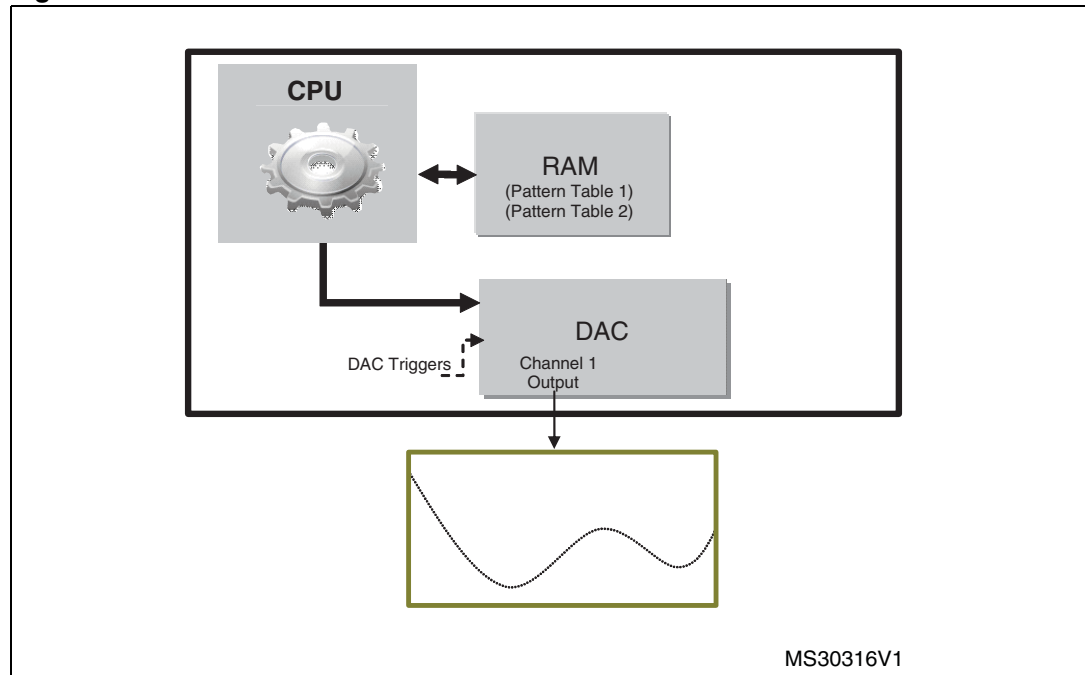 CPU
RAM
(Pattern Table 1)
(Pattern Table 2)
DAC
DAC Triggers
Channel 1
Output
MS30316V1